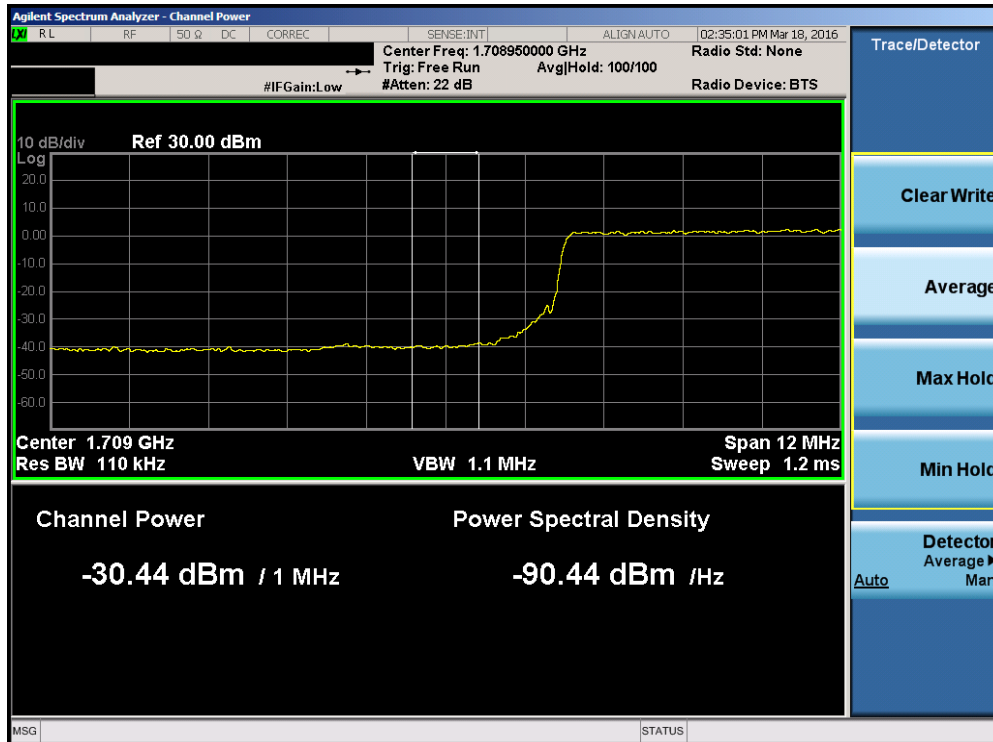 Agilent Spectrum Analyzer - Channel Power
LXI RL RF 50 Ω DC CORREC SENSE:INT ALIGN AUTO 02:35:01 PM Mar 18, 2016
Center Freq: 1.708950000 GHz Radio Std: None
Trig: Free Run Avg|Hold: 100/100
#IFGain:Low #Atten: 22 dB Radio Device: BTS
10 dB/div Ref 30.00 dBm
Log
20.0
10.0
0.00
-10.0
-20.0
-30.0
-40.0
-50.0
-60.0
Center 1.709 GHz Span 12 MHz
Res BW 110 kHz VBW 1.1 MHz Sweep 1.2 ms
Channel Power Power Spectral Density
-30.44 dBm / 1 MHz -90.44 dBm /Hz
MSG STATUS
Trace/Detector
Clear Write
Average
Max Hold
Min Hold
Detector
Average
Auto Man